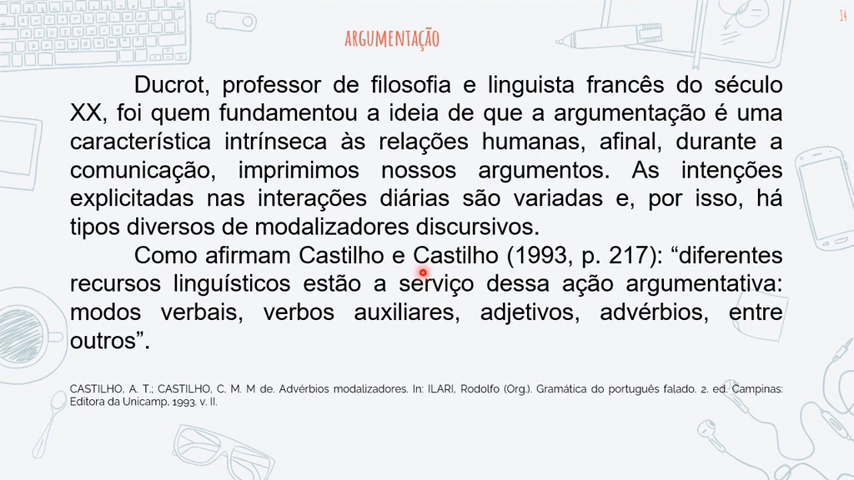 14
ARGUMENTAÇÃO
Ducrot, professor de filosofia e linguista francês do século
XX, foi quem fundamentou a ideia de que a argumentação é uma
característica intrínseca às relações humanas, afinal, durante a
comunicação, imprimimos nossos argumentos. As intenções
explicitadas nas interações diárias são variadas e, por isso, há
tipos diversos de modalizadores discursivos.
Como afirmam Castilho e Castilho (1993, p. 217): “diferentes
recursos linguísticos estão a serviço dessa ação argumentativa:
modos verbais, verbos auxiliares, adjetivos, advérbios, entre
outros”.
CASTILHO, A. T.; CASTILHO, C. M. M de. Advérbios modalizadores. In: ILARI, Rodolfo (Org.). Gramática do português falado. 2. ed. Campinas:
Editora da Unicamp, 1993. v. II.